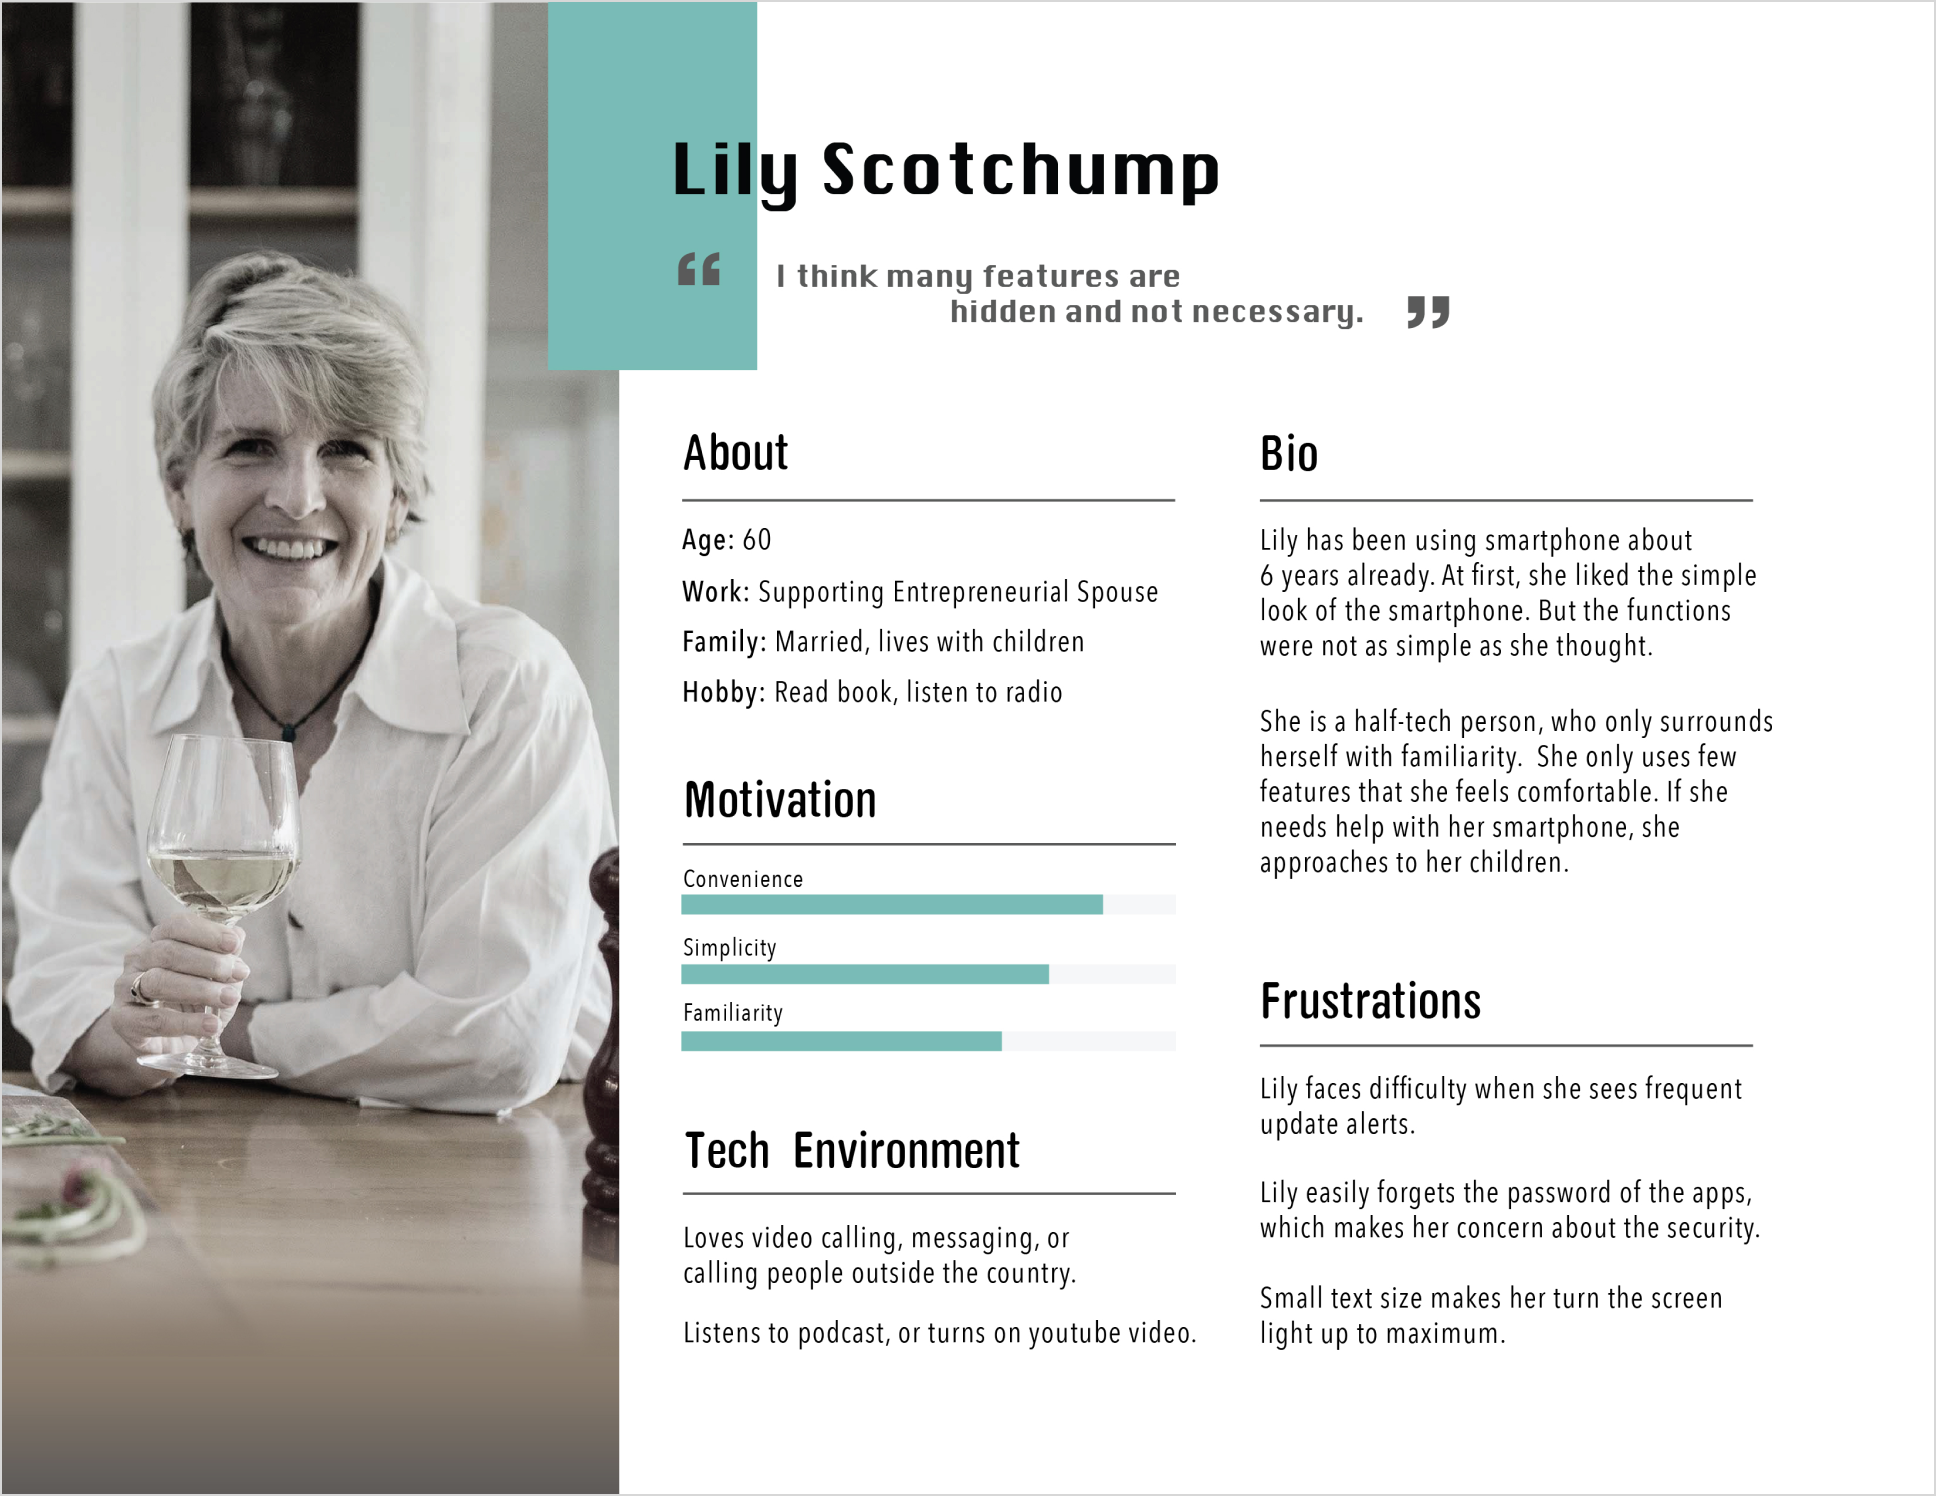 Lily Scotchump
“ I think many features are
hidden and not necessary. ”
About
Age: 60
Work: Supporting Entrepreneurial Spouse
Family: Married, lives with children
Hobby: Read book, listen to radio
Motivation
Convenience
Simplicity
Familiarity
Tech Environment
Loves video calling, messaging, or
calling people outside the country.
Listens to podcast, or turns on youtube video.
Bio
Lily has been using smartphone about
6 years already. At first, she liked the simple
look of the smartphone. But the functions
were not as simple as she thought.
She is a half-tech person, who only surrounds
herself with familiarity.  She only uses few
features that she feels comfortable. If she
needs help with her smartphone, she
approaches to her children.
Frustrations
Lily faces difficulty when she sees frequent
update alerts.
Lily easily forgets the password of the apps,
which makes her concern about the security.
Small text size makes her turn the screen
light up to maximum.